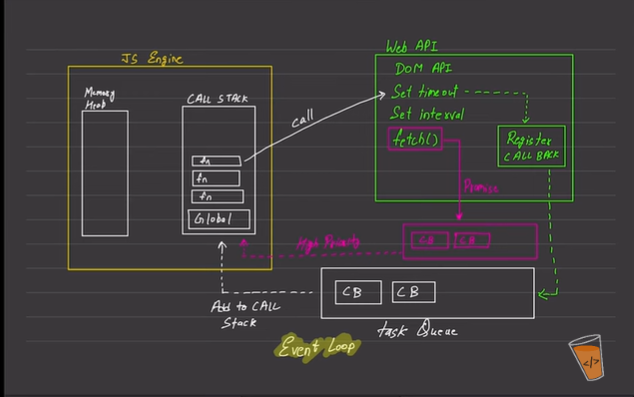 JS Engine
Memory
Heap
CALL STACK
fn
fn
fn
Global
call
Web API
DOM API
Set timeout
Set interval
fetch()
Register
CALL BACK
Promise
High Priority
CB CB
CB CB
Add to CALL
Stack
task Queue
Event Loop
</>